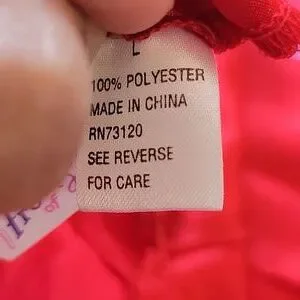 L
100% POLYESTER
MADE IN CHINA
RN73120
SEE REVERSE
FOR CARE